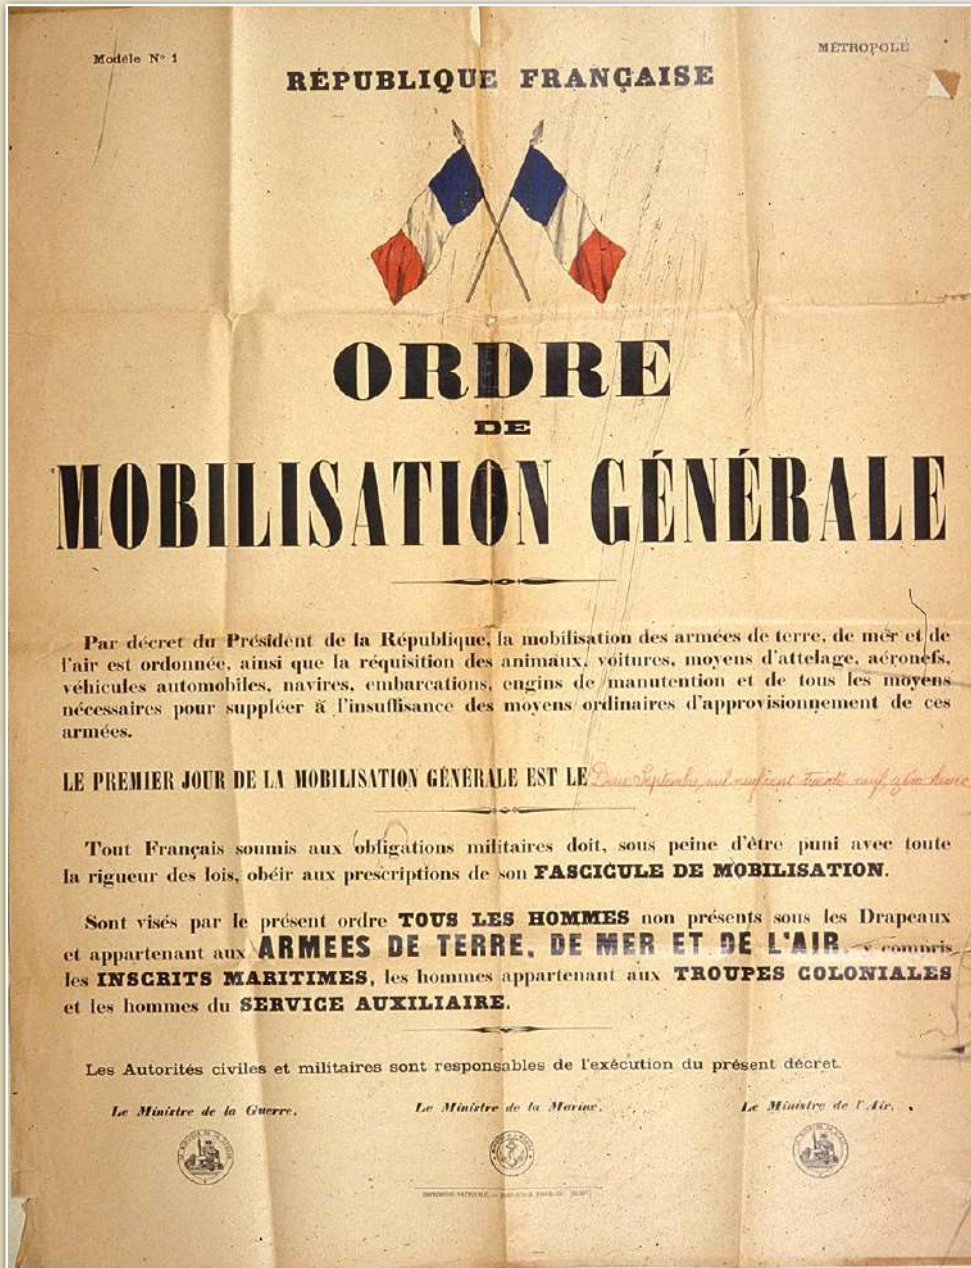 Modèle N° 1
MÉTROPOLE
RÉPUBLIQUE FRANÇAISE
ORDRE
DE
MOBILISATION GÉNÉRALE
Par décret du Président de la République, la mobilisation des armées de terre, de mer et de
l'air est ordonnée, ainsi que la réquisition des animaux, voitures, moyens d'attelage, aéronefs,
véhicules automobiles, navires, embarcations, engins de manutention et de tous les moyens
nécessaires pour suppléer à l'insuffisance des moyens ordinaires d'approvisionnement de ces
armées.
LE PREMIER JOUR DE LA MOBILISATION GÉNÉRALE EST LE Deux Septembre mil neuf cent trente neuf
Tout Français soumis aux obligations militaires doit, sous peine d'être puni avec toute
la rigueur des lois, obéir aux prescriptions de son FASCICULE DE MOBILISATION.
Sont visés par le présent ordre TOUS LES HOMMES non présents sous les Drapeaux
et appartenant aux ARMEES DE TERRE, DE MER ET DE L'AIR, y compris
les INSCRITS MARITIMES, les hommes appartenant aux TROUPES COLONIALES
et les hommes du SERVICE AUXILIAIRE.
Les Autorités civiles et militaires sont responsables de l'exécution du présent décret.
Le Ministre de la Guerre,
Le Ministre de la Marine,
Le Ministre de l'Air,
IMPRIMERIE NATIONALE.